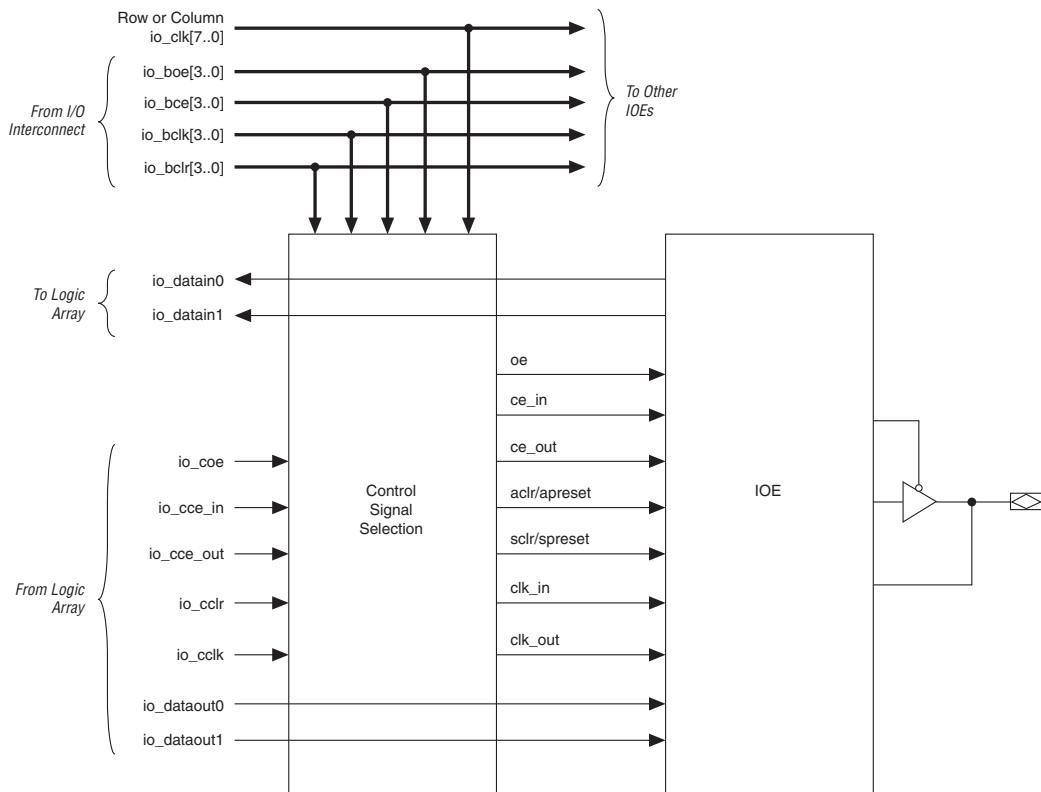 Row or Column
io_clk[7..0]
io_boe[3..0]
From I/O
Interconnect
io_bce[3..0]
io_bclk[3..0]
io_bclr[3..0]
To Other
IOEs
To Logic
Array
io_datain0
io_datain1
oe
ce_in
ce_out
aclr/apreset
sclr/spreset
clk_in
clk_out
From Logic
Array
io_coe
io_cce_in
io_cce_out
io_cclr
io_cclk
io_dataout0
io_dataout1
Control
Signal
Selection
IOE